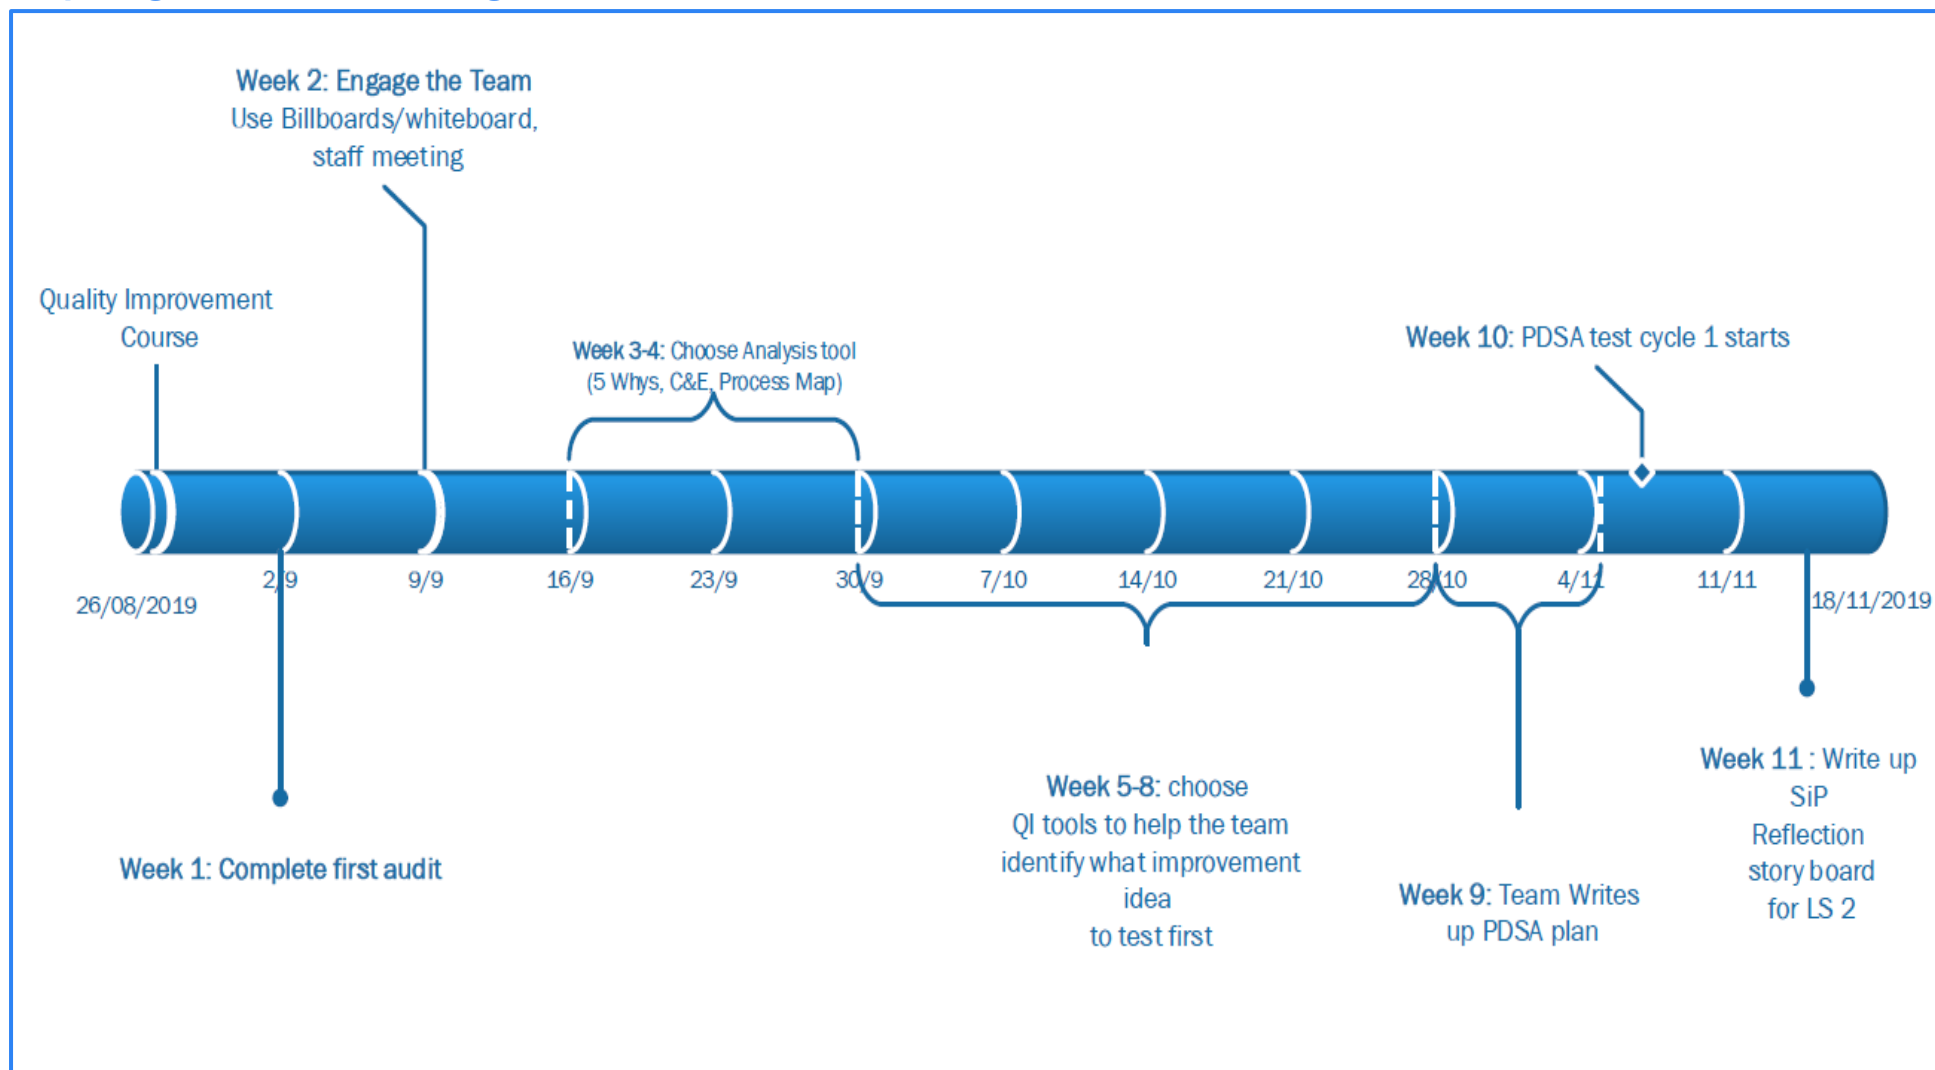 Week 2: Engage the Team
Use Billboards/whiteboard,
staff meeting
Quality Improvement
Course
Week 3-4: Choose Analysis tool
(5 Whys, C&E, Process Map)
Week 10: PDSA test cycle 1 starts
26/08/2019
2/9
9/9
16/9
23/9
30/9
7/10
14/10
21/10
28/10
4/11
11/11
18/11/2019
Week 1: Complete first audit
Week 5-8: choose
QI tools to help the team
identify what improvement
idea
to test first
Week 9: Team Writes
up PDSA plan
Week 11 : Write up
SiP
Reflection
story board
for LS 2